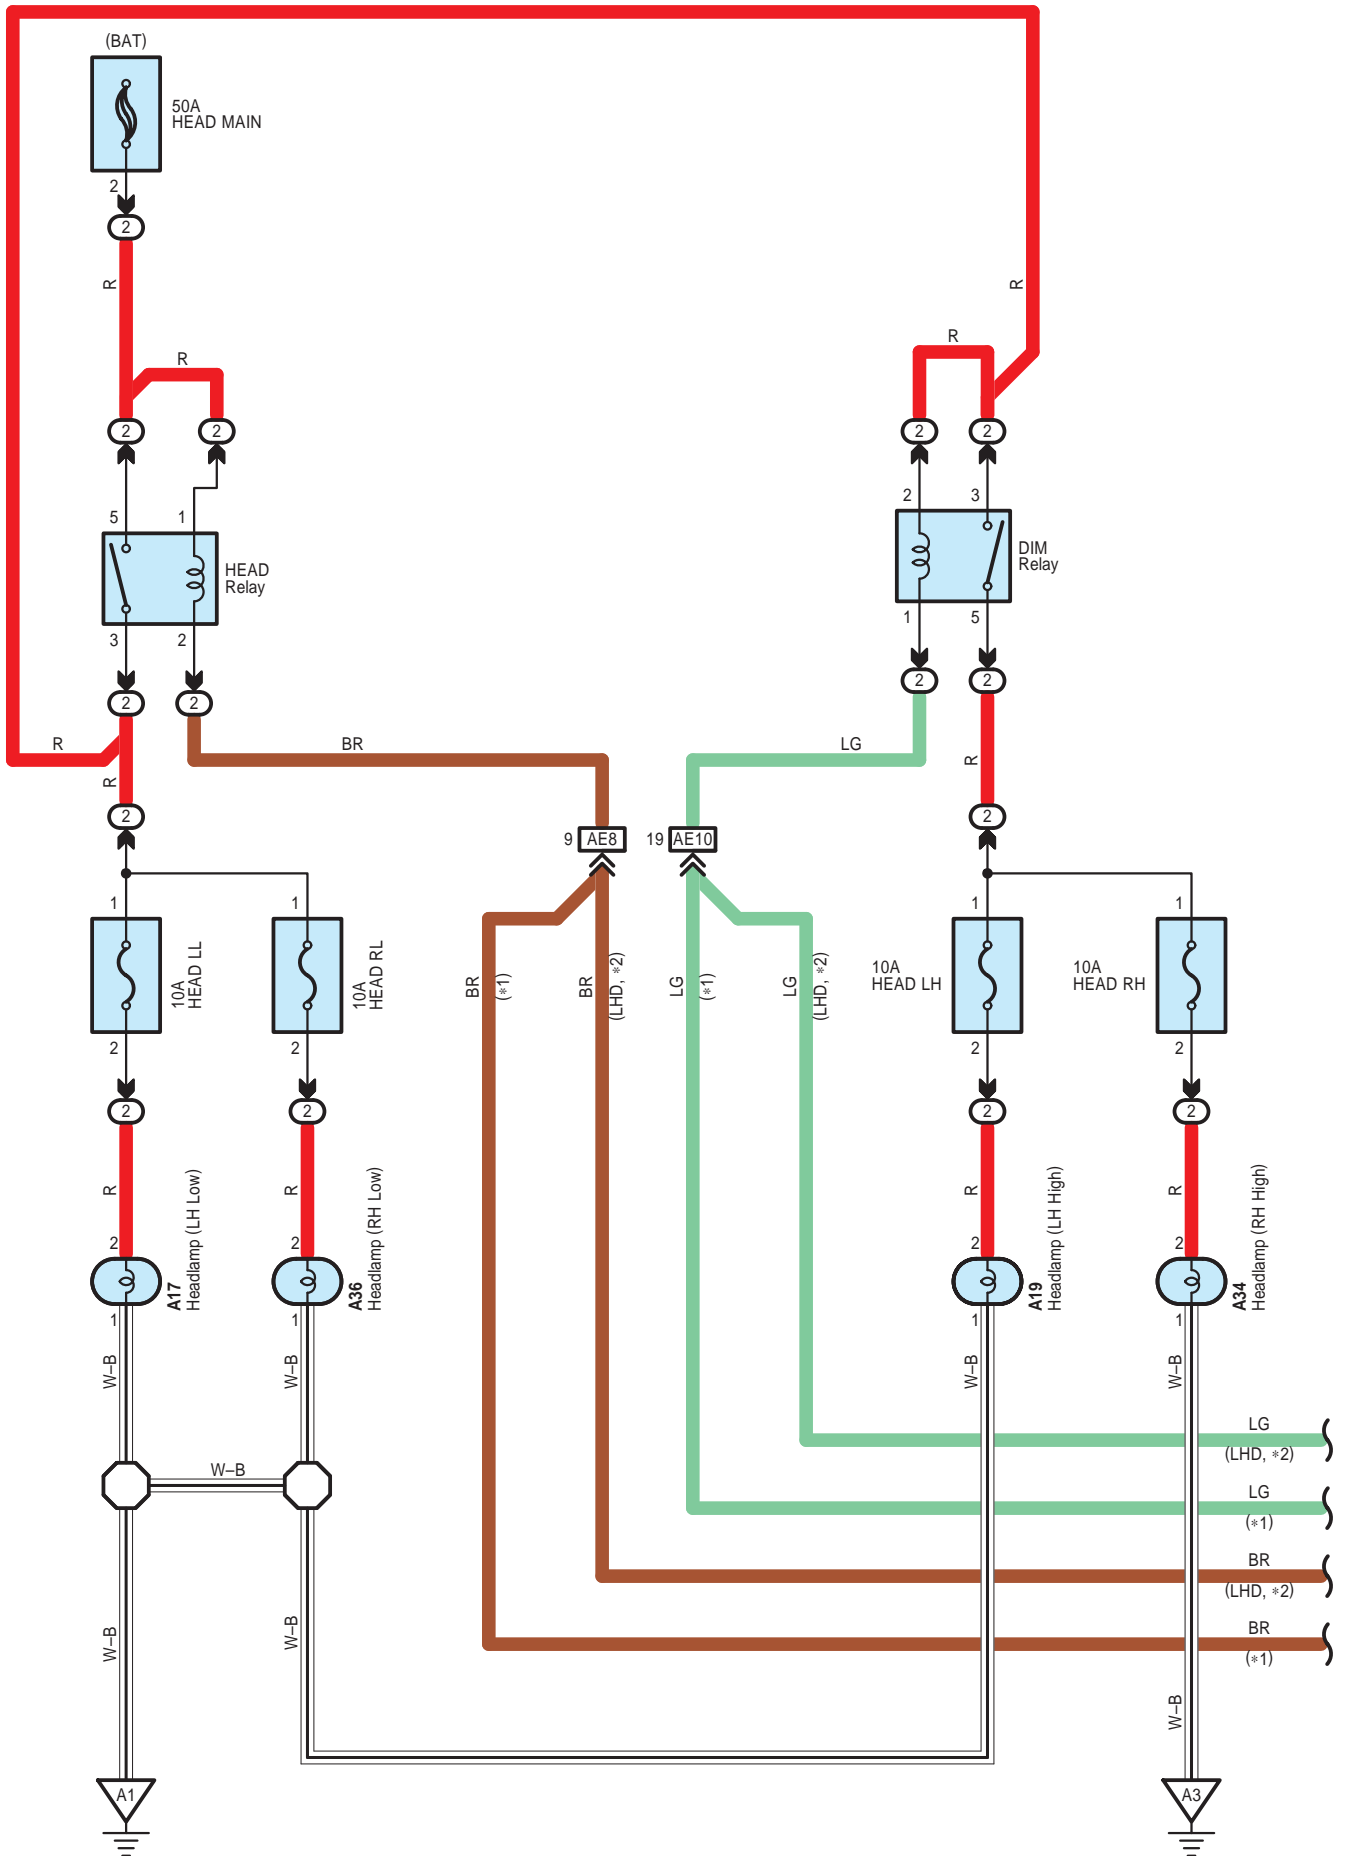 (BAT)
50A
HEAD MAIN
2
2
R
R
R
R
2
2
2
2
5
1
2
3
HEAD
Relay
DIM
Relay
3
2
1
5
2
2
2
2
R
BR
LG
R
R
2
2
9
AE8
19
AE10
1
1
1
1
10A
HEAD LL
10A
HEAD RL
BR
(*1)
BR
(LHD, *2)
LG
(*1)
LG
(LHD, *2)
10A
HEAD LH
10A
HEAD RH
2
2
2
2
2
2
2
2
R
R
R
R
2
2
2
2
A17
Headlamp (LH Low)
A36
Headlamp (RH Low)
A19
Headlamp (LH High)
A34
Headlamp (RH High)
1
1
1
1
W–B
W–B
W–B
W–B
LG
(LHD, *2)
W–B
LG
(*1)
BR
(LHD, *2)
W–B
W–B
BR
(*1)
W–B
A1
A3